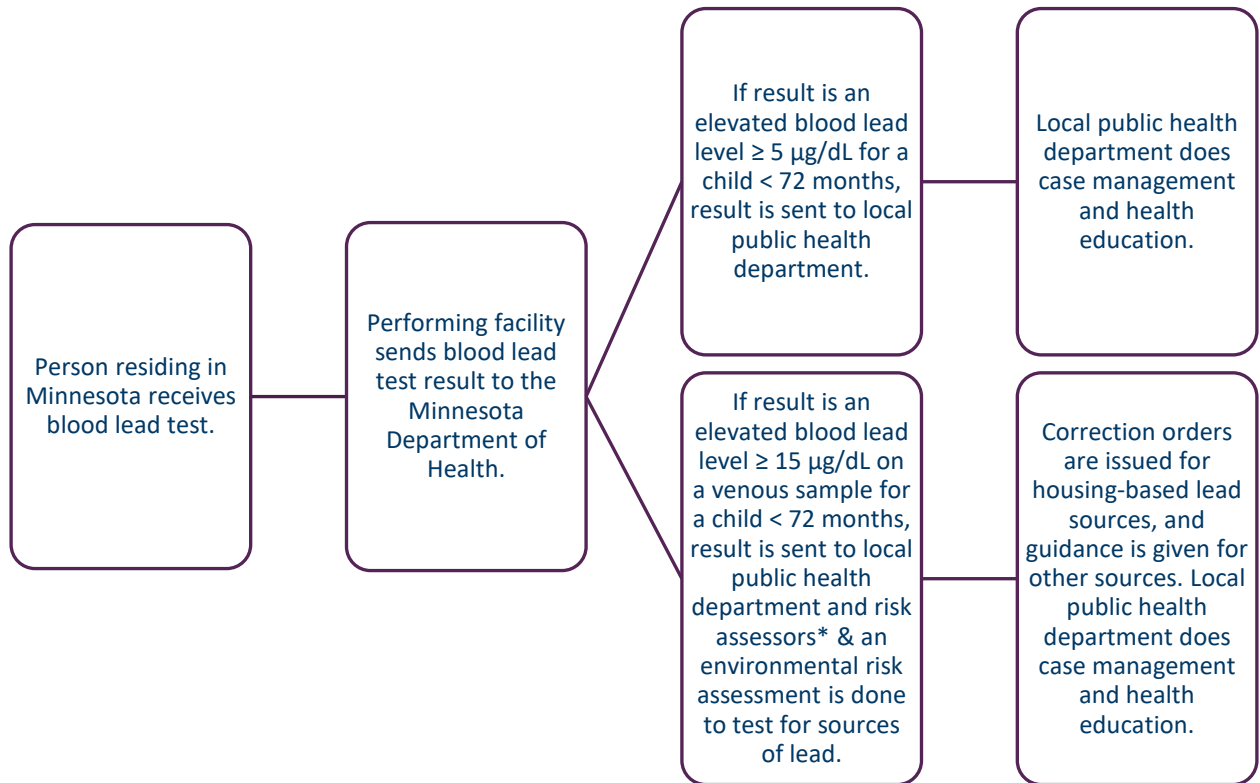 Person residing in
Minnesota receives
blood lead test.
Performing facility
sends blood lead
test result to the
Minnesota
Department of
Health.
If result is an
elevated blood lead
level ≥ 5 µg/dL for a
child < 72 months,
result is sent to local
public health
department.
Local public health
department does
case management
and health
education.
If result is an
elevated blood lead
level ≥ 15 µg/dL on
a venous sample for
a child < 72 months,
result is sent to local
public health
department and risk
assessors* & an
environmental risk
assessment is done
to test for sources
of lead.
Correction orders
are issued for
housing-based lead
sources, and
guidance is given for
other sources. Local
public health
department does
case management
and health
education.